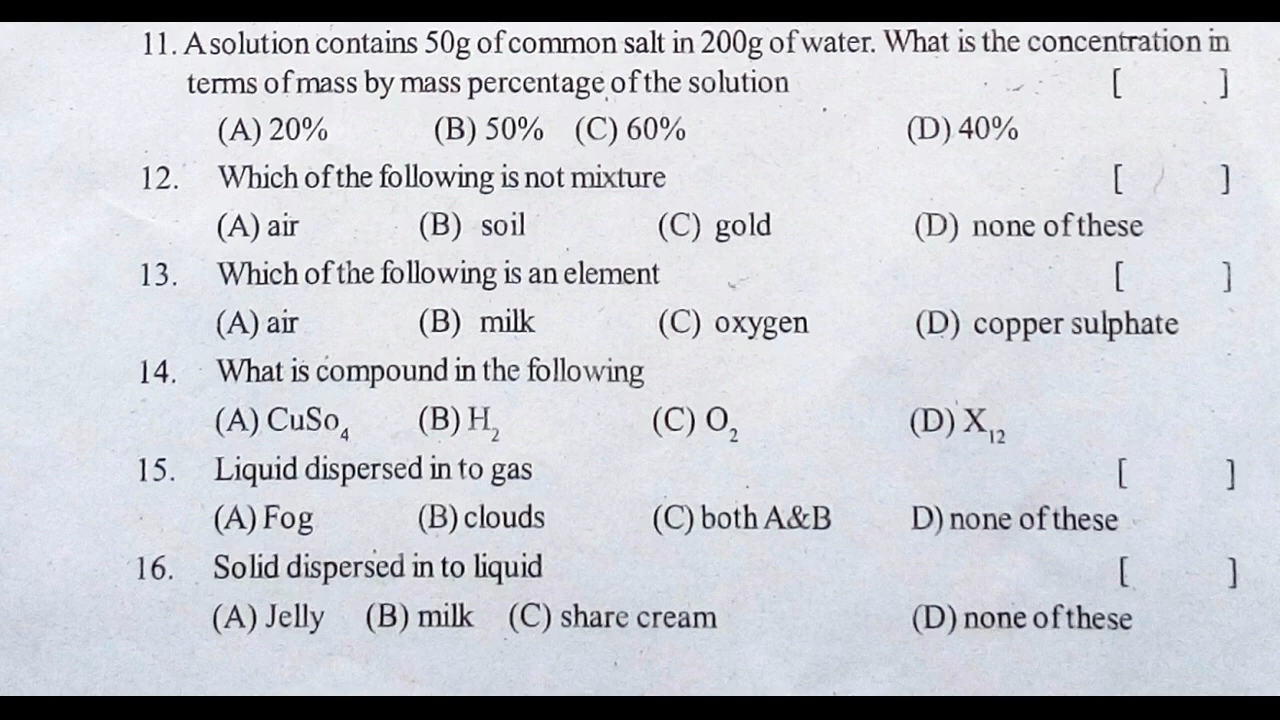 11. A solution contains 50g of common salt in 200g of water. What is the concentration in
terms of mass by mass percentage of the solution [ ]
(A) 20% (B) 50% (C) 60% (D) 40%
12. Which of the following is not mixture [ ]
(A) air (B) soil (C) gold (D) none of these
13. Which of the following is an element [ ]
(A) air (B) milk (C) oxygen (D) copper sulphate
14. What is compound in the following
(A) CuSo₄ (B) H₂ (C) O₂ (D) X₁₂
15. Liquid dispersed in to gas [ ]
(A) Fog (B) clouds (C) both A&B D) none of these
16. Solid dispersed in to liquid [ ]
(A) Jelly (B) milk (C) share cream (D) none of these